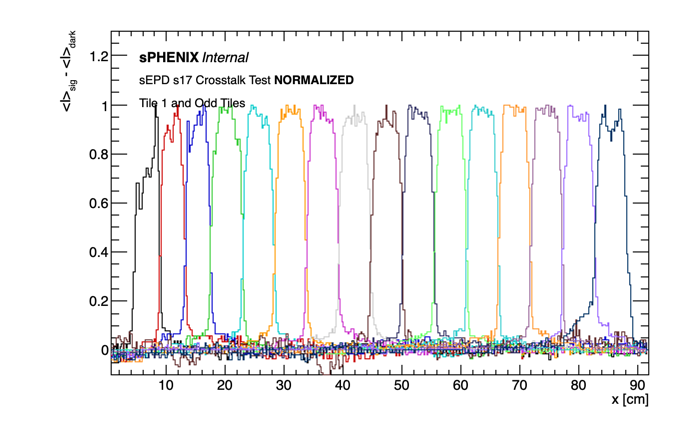 <I>sig - <I>dark
sPHENIX Internal
sEPD s17 Crosstalk Test NORMALIZED
Tile 1 and Odd Tiles
1.2
1
0.8
0.6
0.4
0.2
0
10 20 30 40 50 60 70 80 90
x [cm]